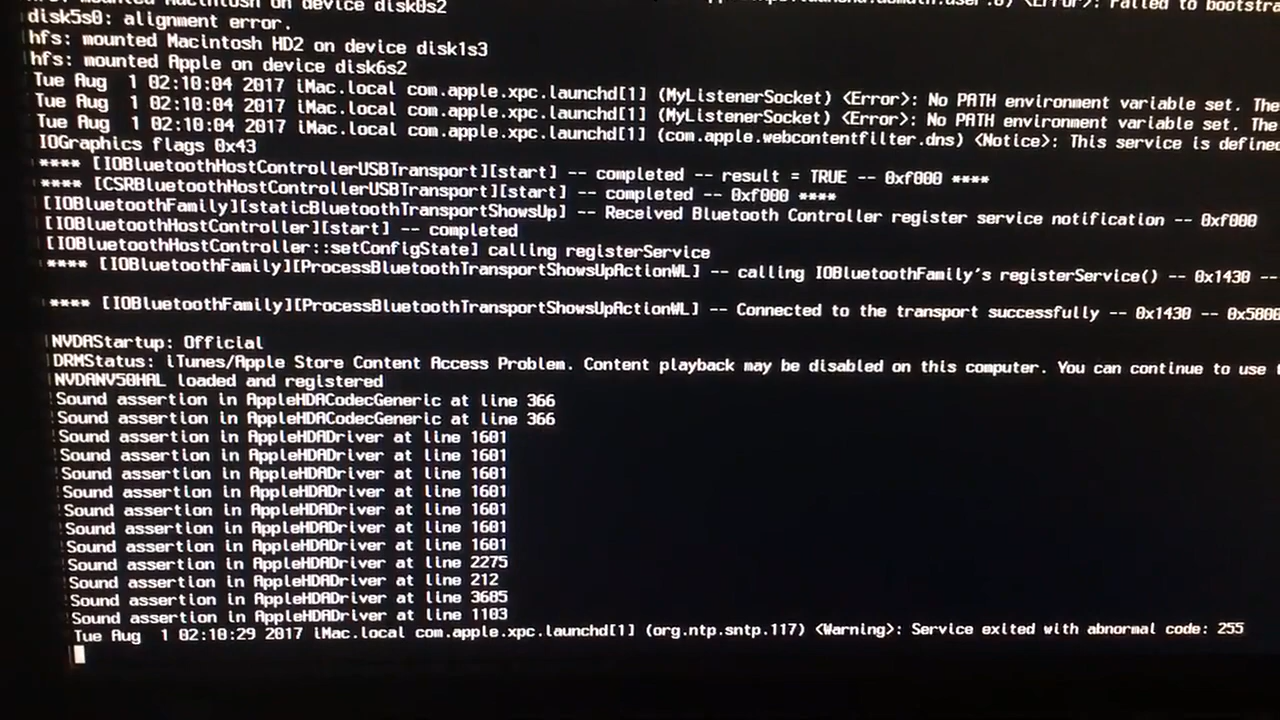 mounted Macintosh on device disk0s2 <Error>: Failed to bootstra
disk5s0: alignment error.
hfs: mounted Macintosh HD2 on device disk1s3
hfs: mounted Apple on device disk6s2
Tue Aug 1 02:10:04 2017 iMac.local com.apple.xpc.launchd[1] (MyListenerSocket) <Error>: No PATH environment variable set. The
Tue Aug 1 02:10:04 2017 iMac.local com.apple.xpc.launchd[1] (MyListenerSocket) <Error>: No PATH environment variable set. The
Tue Aug 1 02:10:04 2017 iMac.local com.apple.xpc.launchd[1] (com.apple.webcontentfilter.dns) <Notice>: This service is define
IOGraphics flags 0x43
**** [IOBluetoothHostControllerUSBTransport][start] -- completed -- result = TRUE -- 0xf000 ****
**** [CSRBluetoothHostControllerUSBTransport][start] -- completed -- 0xf000 ****
[IOBluetoothFamily][staticBluetoothTransportShowsUp] -- Received Bluetooth Controller register service notification -- 0xf000
[IOBluetoothHostController][start] -- completed
[IOBluetoothHostController::setConfigState] calling registerService
**** [IOBluetoothFamily][ProcessBluetoothTransportShowsUpActionWL] -- calling IOBluetoothFamily's registerService() -- 0x1430 --
**** [IOBluetoothFamily][ProcessBluetoothTransportShowsUpActionWL] -- Connected to the transport successfully -- 0x1430 -- 0x5000
NVDAStartup: Official
DRMStatus: iTunes/Apple Store Content Access Problem. Content playback may be disabled on this computer. You can continue to use
NVDANV50HAL loaded and registered
Sound assertion in AppleHDACodecGeneric at line 366
Sound assertion in AppleHDACodecGeneric at line 366
Sound assertion in AppleHDADriver at line 1601
Sound assertion in AppleHDADriver at line 1601
Sound assertion in AppleHDADriver at line 1601
Sound assertion in AppleHDADriver at line 1601
Sound assertion in AppleHDADriver at line 1601
Sound assertion in AppleHDADriver at line 1601
Sound assertion in AppleHDADriver at line 1601
Sound assertion in AppleHDADriver at line 2275
Sound assertion in AppleHDADriver at line 212
Sound assertion in AppleHDADriver at line 3605
Sound assertion in AppleHDADriver at line 1103
Tue Aug 1 02:10:29 2017 iMac.local com.apple.xpc.launchd[1] (org.ntp.sntp.117) <Warning>: Service exited with abnormal code: 255